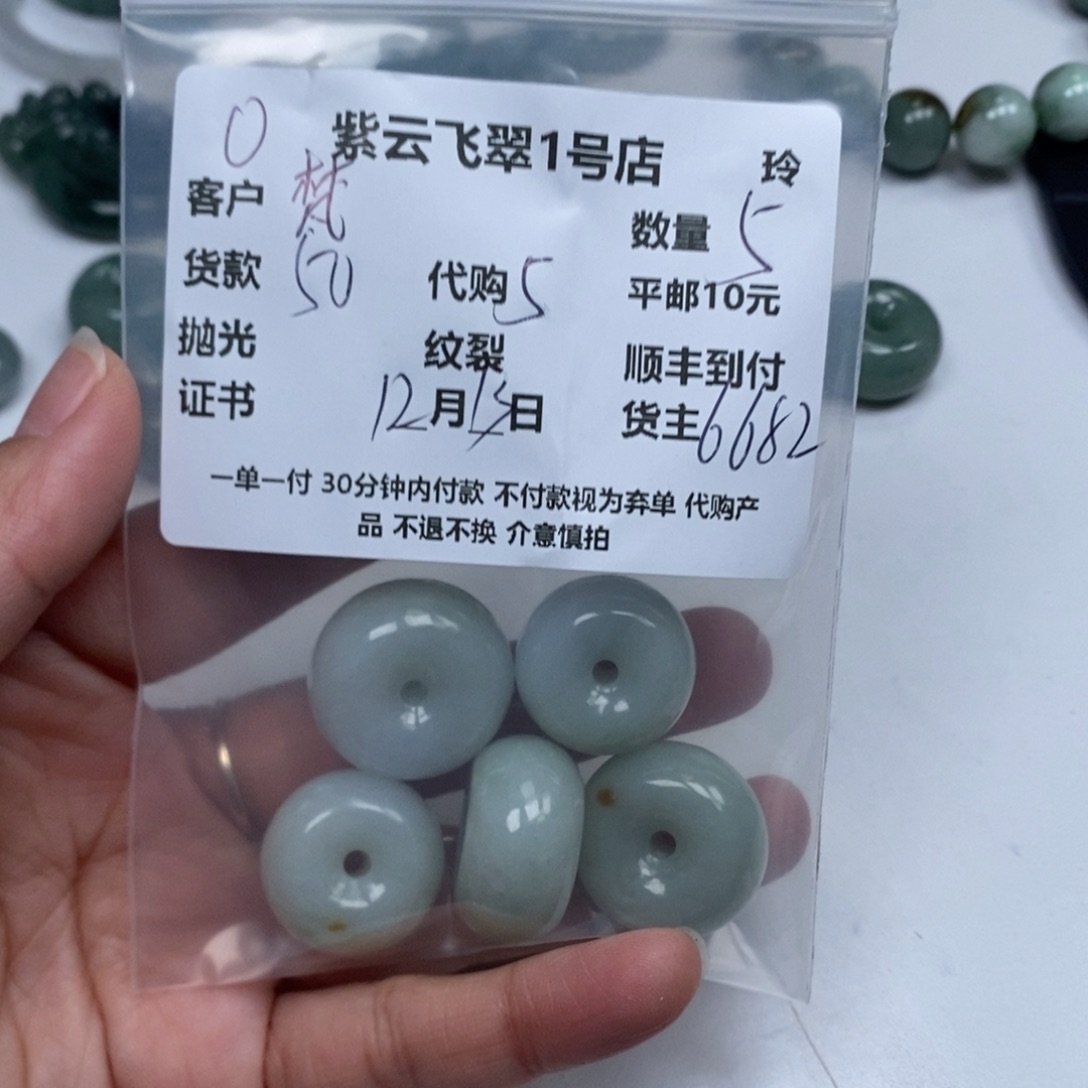 0 紫云飞翠1号店 玲
客户 梵 数量 5
货款 50 代购 5 平邮10元
抛光 纹裂 顺丰到付
证书 12月13日 货主 6682
一单一付 30分钟内付款 不付款视为弃单 代购产
品 不退不换 介意慎拍